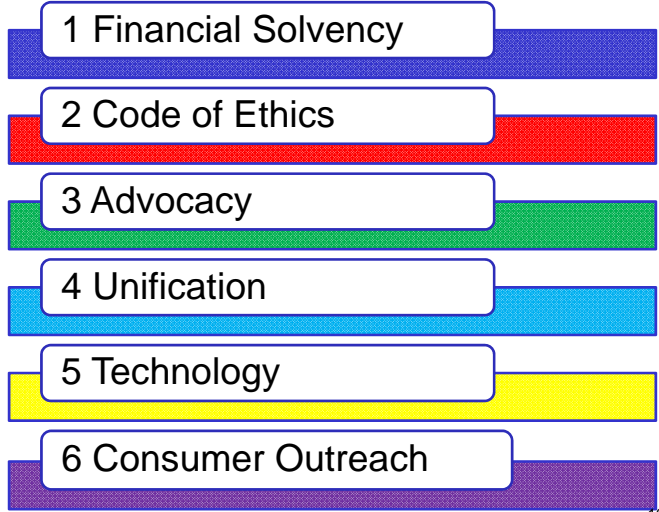 1 Financial Solvency
2 Code of Ethics
3 Advocacy
4 Unification
5 Technology
6 Consumer Outreach